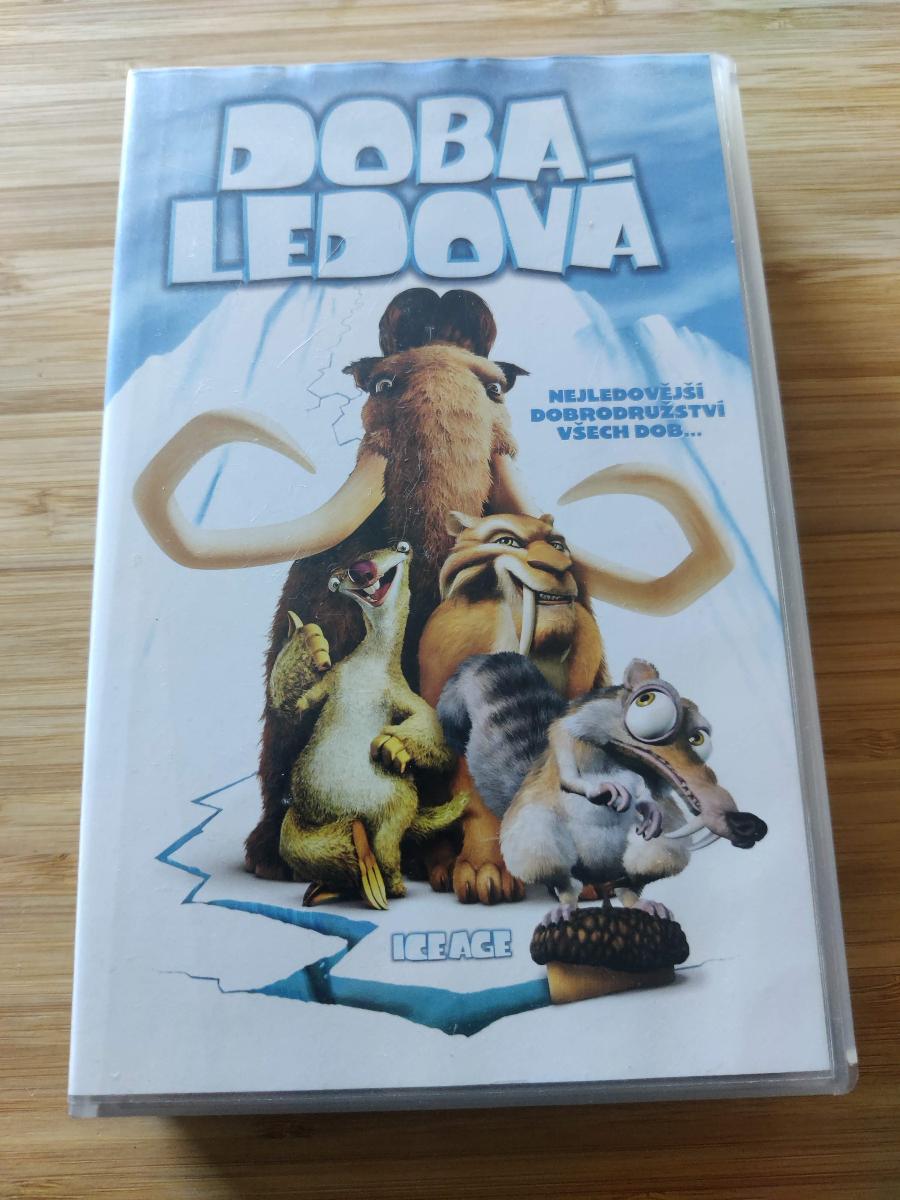 DOBA
LEDOVÁ
NEJLEDOVĚJŠÍ
DOBRODRUŽSTVÍ
VŠECH DOB...
ICE AGE